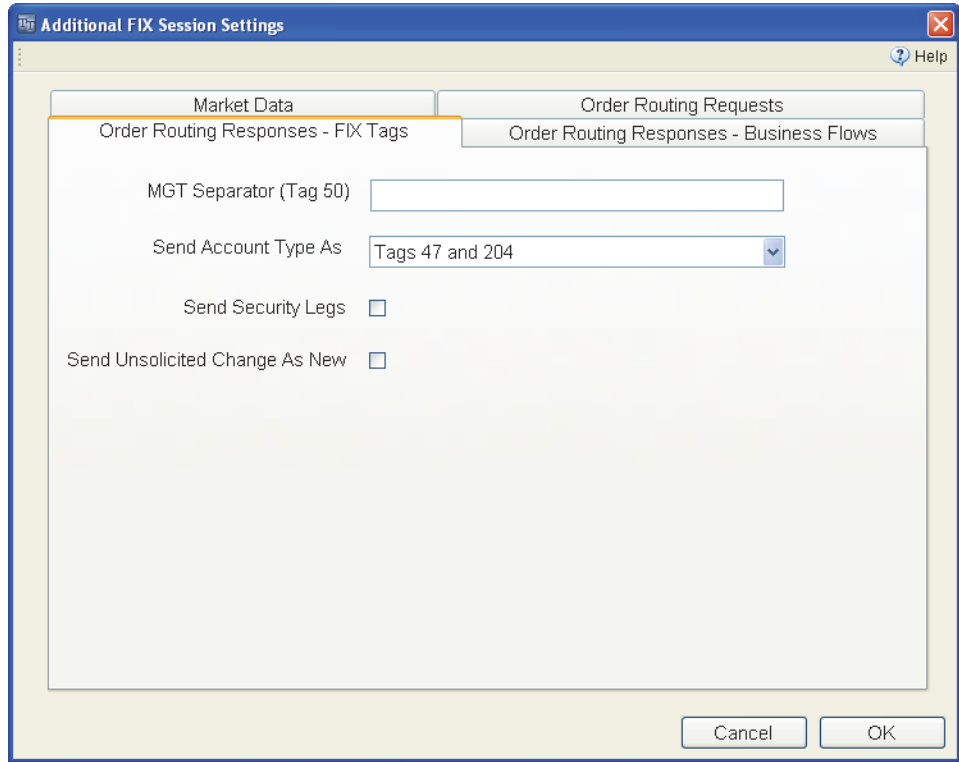 Additional FIX Session Settings
Help
Market Data
Order Routing Requests
Order Routing Responses - FIX Tags
Order Routing Responses - Business Flows
MGT Separator (Tag 50)
Send Account Type As
Tags 47 and 204
Send Security Legs
Send Unsolicited Change As New
Cancel
OK